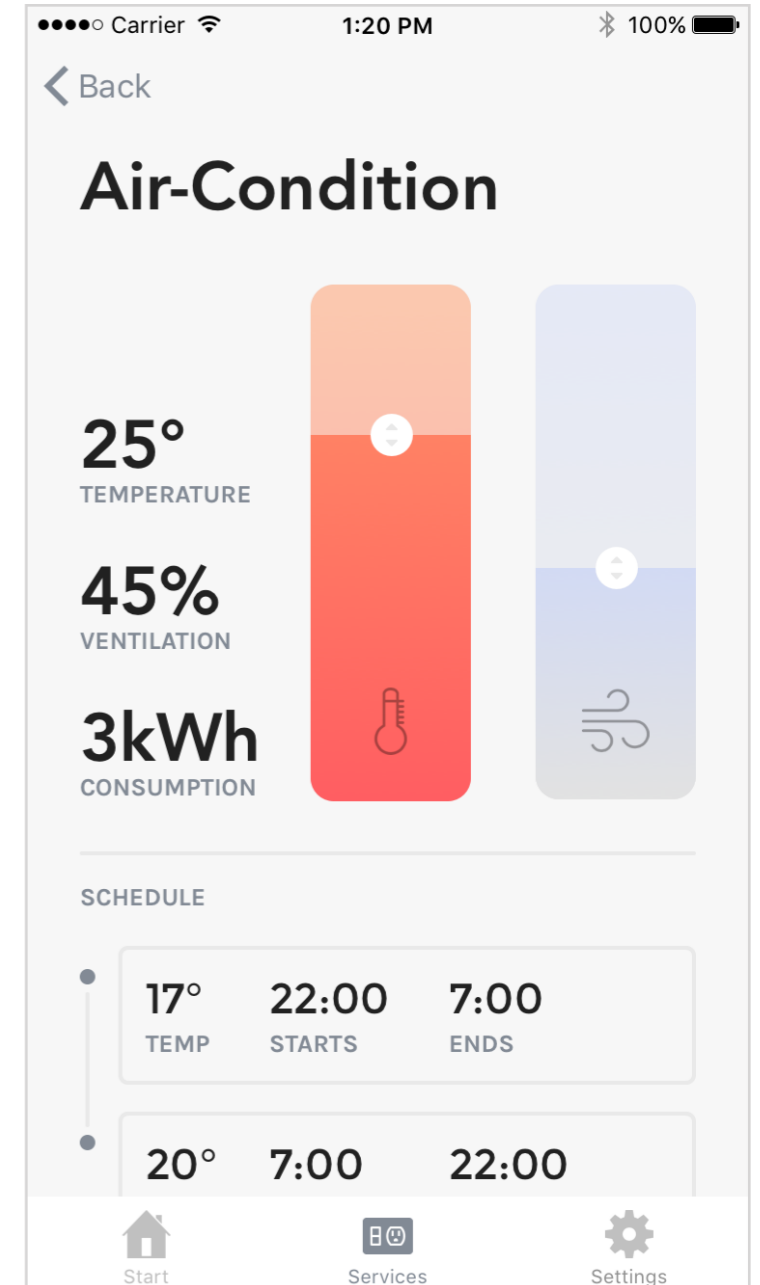 Carrier 1:20 PM 100%
Back
Air-Condition
25°
TEMPERATURE
45%
VENTILATION
3kWh
CONSUMPTION
SCHEDULE
17° 22:00 7:00
TEMP STARTS ENDS
20° 7:00 22:00
Start Services Settings